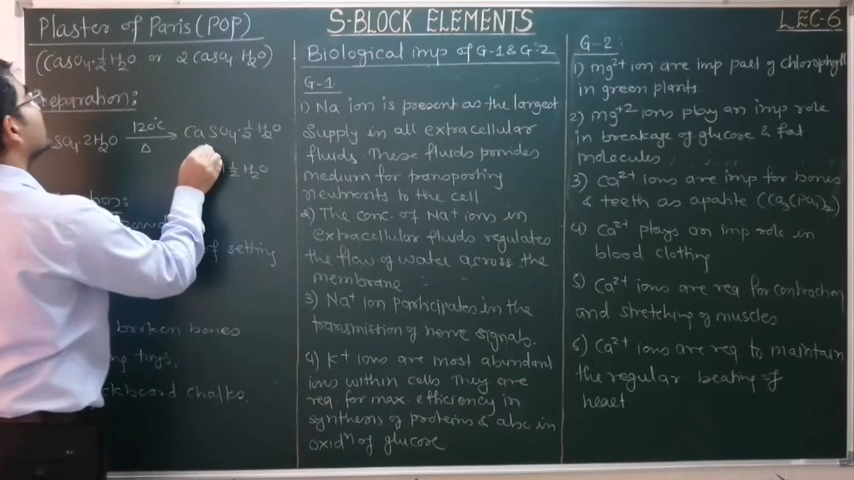 S-BLOCK ELEMENTS
LEC-6
Plaster of Paris (POP)
(CaSO4.1/2 H2O or 2 CaSO4.H2O)
reparation:
SO4.2H2O 120°C → CaSO4.1/2 H2O
Δ
1 1/2 H2O
of setting
broken bones
toys.
ckboard chalks.
Biological imp of G-1 & G-2
G-1
1) Na ion is present as the largest
supply in all extracellular
fluids. These fluids provides
medium for transporting
neutrients to the cell
2) The conc. of Na+ ions in
extracellular fluids regulates
the flow of water across the
membrane
3) Na+ ion participates in the
transmistion of nerve signals.
4) K+ ions are most abundant
ions within cells They are
req. for max. efficiency in
synthesis of proteins & also in
oxidn of glucose
G-2:
1) mg2+ ion are imp part of chlorophyll
in green plants.
2) mg+2 ions play an imp role
in breakage of glucose & fat
molecules.
3) Ca2+ ions are imp for bones
& teeth as apatite (Ca3(PO4)2)
4) Ca2+ plays an imp role in
blood clotting
5) Ca2+ ions are req for contraction
and stretching of muscles
6) Ca2+ ions are req to maintain
the regular beating of
heart